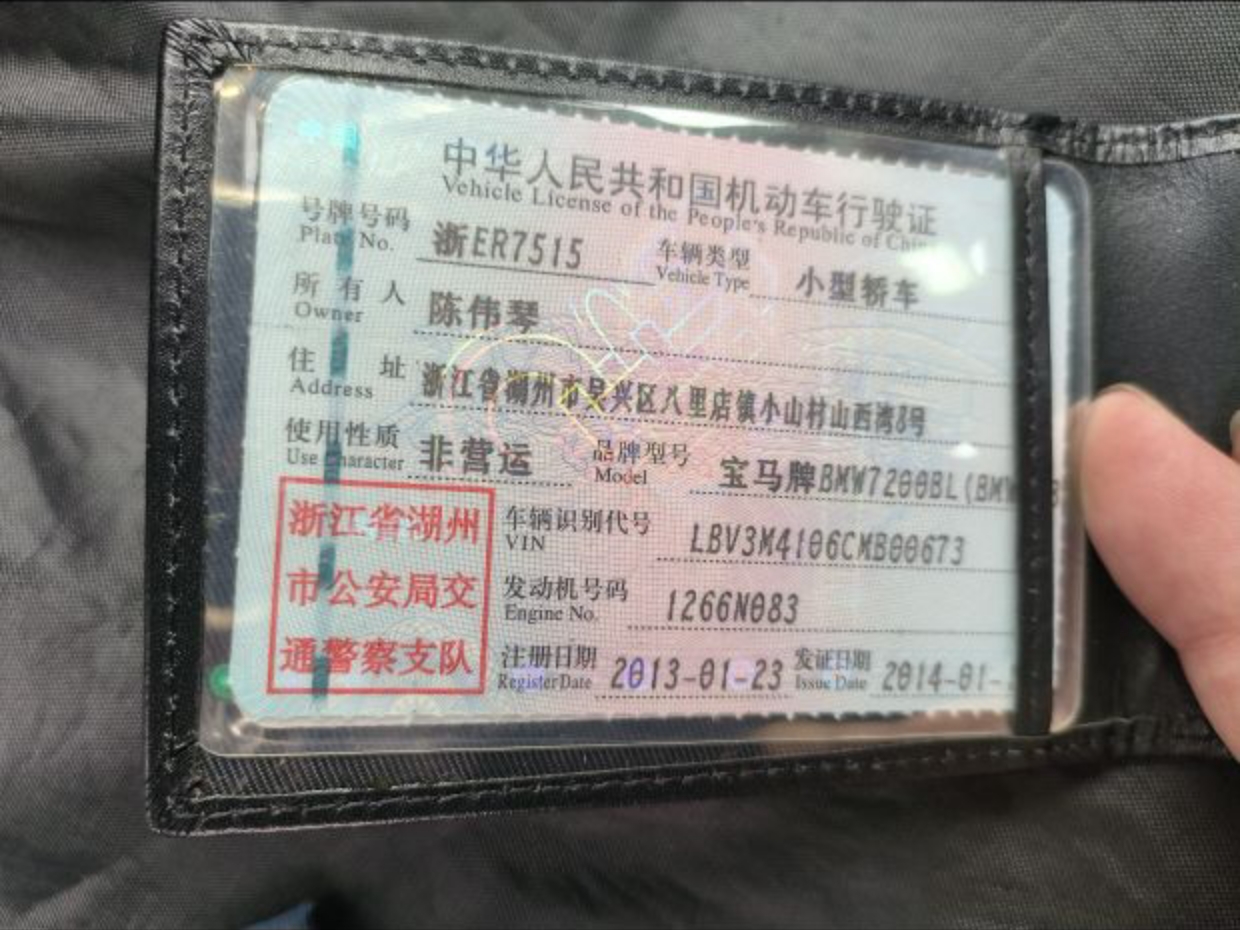 中华人民共和国机动车行驶证
Vehicle License of the People's Republic of Chi
号牌号码 浙ER7515 车辆类型 小型轿车
Plate No. Vehicle Type
所有人 陈伟琴
Owner
住址 浙江省湖州市吴兴区八里店镇小山村山西湾8号
Address
使用性质 非营运 品牌型号 宝马牌BMW7200BL(BMW
Use Character Model
浙江省湖州
市公安局交
通警察支队
车辆识别代号 LBV3M4106CMB00673
VIN
发动机号码 1266N083
Engine No.
注册日期 2013-01-23 发证日期 2014-01-
Register Date Issue Date